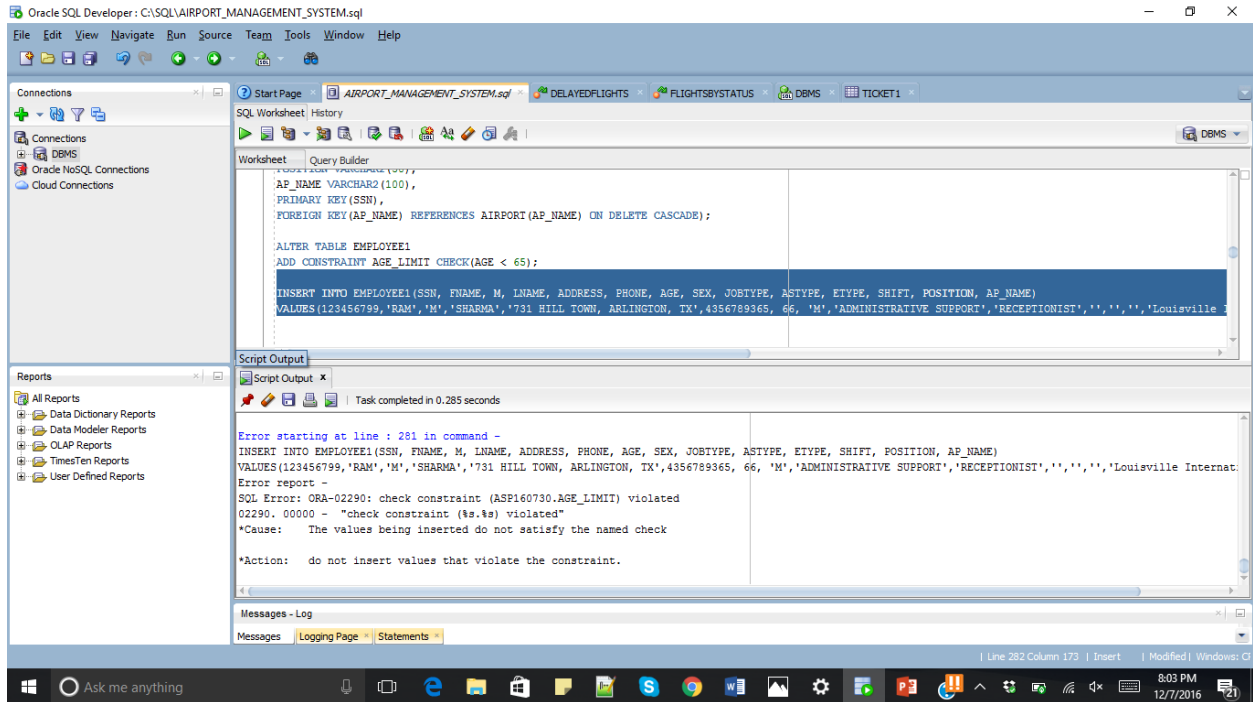 Oracle SQL Developer : C:\SQL\AIRPORT_MANAGEMENT_SYSTEM.sql
File Edit View Navigate Run Source Team Tools Window Help
Connections
Start Page
AIRPORT_MANAGEMENT_SYSTEM.sql
DELAYEDFLIGHTS
FLIGHTSBYSTATUS
DBMS
TICKET1
SQL Worksheet History
Connections
DBMS
Oracle NoSQL Connections
Cloud Connections
DBMS
Worksheet Query Builder
POSITION VARCHAR2(50),
AP_NAME VARCHAR2(100),
PRIMARY KEY(SSN),
FOREIGN KEY(AP_NAME) REFERENCES AIRPORT(AP_NAME) ON DELETE CASCADE);
ALTER TABLE EMPLOYEE1
ADD CONSTRAINT AGE_LIMIT CHECK(AGE < 65);
INSERT INTO EMPLOYEE1(SSN, FNAME, M, LNAME, ADDRESS, PHONE, AGE, SEX, JOBTYPE, ASTYPE, ETYPE, SHIFT, POSITION, AP_NAME)
VALUES(123456799,'RAM','M','SHARMA','731 HILL TOWN, ARLINGTON, TX',4356789365, 66, 'M','ADMINISTRATIVE SUPPORT','RECEPTIONIST','','','','Louisville
Script Output
Reports
All Reports
Data Dictionary Reports
Data Modeler Reports
OLAP Reports
TimesTen Reports
User Defined Reports
Script Output x
Task completed in 0.285 seconds
Error starting at line : 281 in command -
INSERT INTO EMPLOYEE1(SSN, FNAME, M, LNAME, ADDRESS, PHONE, AGE, SEX, JOBTYPE, ASTYPE, ETYPE, SHIFT, POSITION, AP_NAME)
VALUES(123456799,'RAM','M','SHARMA','731 HILL TOWN, ARLINGTON, TX',4356789365, 66, 'M','ADMINISTRATIVE SUPPORT','RECEPTIONIST','','','','Louisville Internat
Error report -
SQL Error: ORA-02290: check constraint (ASP160730.AGE_LIMIT) violated
02290. 00000 - "check constraint (%s.%s) violated"
*Cause: The values being inserted do not satisfy the named check
*Action: do not insert values that violate the constraint.
Messages - Log
Messages Logging Page Statements
| Line 282 Column 173 | Insert | Modified | Windows: C
Ask me anything
8:03 PM
12/7/2016
21